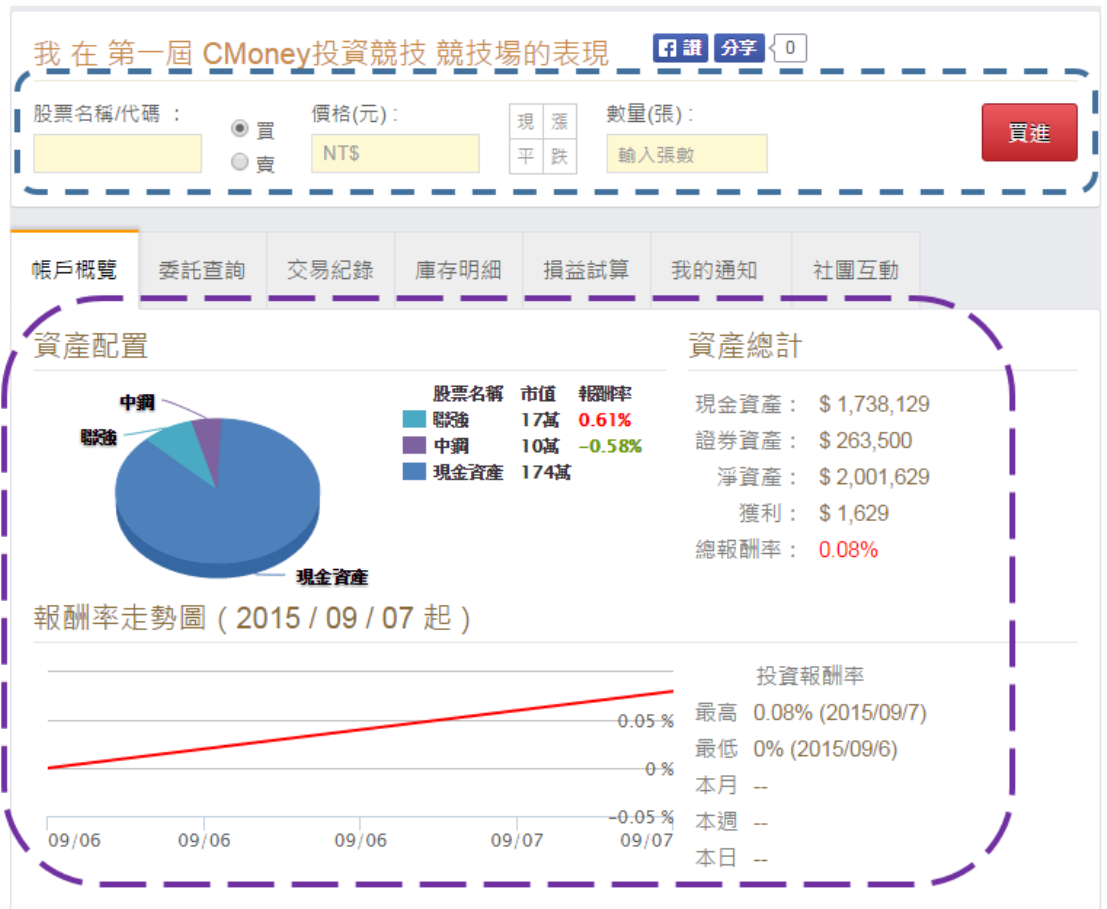 我 在 第一屆 CMoney投資競技 競技場的表現 讚 分享 0
股票名稱/代碼 : 買 賣 價格(元) : NT$ 現 漲 平 跌 數量(張) : 輸入張數 買進
帳戶概覽 委託查詢 交易紀錄 庫存明細 損益試算 我的通知 社團互動
資產配置
中鋼
聯強
現金資產
股票名稱 市值 報酬率
聯強 17萬 0.61%
中鋼 10萬 -0.58%
現金資產 174萬
資產總計
現金資產 : $ 1,738,129
證券資產 : $ 263,500
淨資產 : $ 2,001,629
獲利 : $ 1,629
總報酬率 : 0.08%
報酬率走勢圖 ( 2015 / 09 / 07 起 )
0.05 %
0 %
-0.05 %
09/06 09/06 09/06 09/07 09/07
投資報酬率
最高 0.08% (2015/09/7)
最低 0% (2015/09/6)
本月 --
本週 --
本日 --